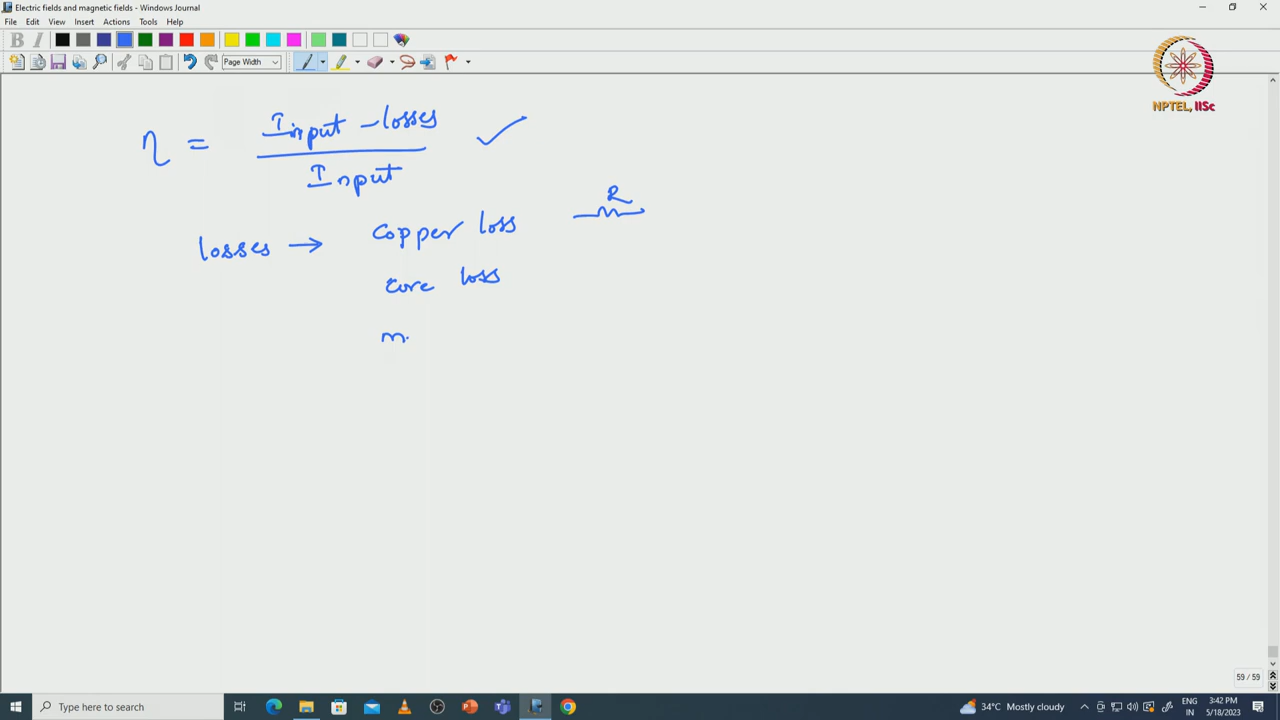 Electric fields and magnetic fields - Windows Journal
File Edit View Insert Actions Tools Help
B I
Page Width
NPTEL, IISc
η = Input - losses
Input
R
losses → copper loss
core loss
m.
59 / 59
Type here to search
34°C Mostly cloudy
ENG
IN
3:42 PM
5/18/2023